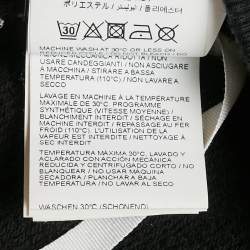 ポリエステル / بوليستر / 폴리에스터
30
MACHINE WASH AT 30°C OR LESS ON
USARE CANDEGGIANTI / NON ASCIUGARE
A MACCHINA / STIRARE A BASSA
TEMPERATURA (110°C) / NON LAVARE A
SECCO
LAVAGE EN MACHINE À LA TEMPÉRATURE
MAXIMALE DE 30°C. PROGRAMME
SYNTHÉTIQUE (VITESSE MOYENNE) /
BLANCHIMENT INTERDIT / SÉCHAGE EN
MACHINE INTERDIT / REPASSAGE AU FER
FROID (110°C). L'UTILISATION DE LA
VAPEUR EST INTERDITE / NETTOYAGE À
SEC INTERDIT
TEMPERATURA MÁXIMA 30°C. LAVADO Y
ACLARADO CON ACCIÓN MECÁNICA
REDUCIDA Y CENTRIFUGADO CORTO / NO
BLANQUEAR / NO USAR MÁQUINA
SECADORA / PLANCHAR A BAJA
TEMPERATURA / NO LAVAR AL SECO
WASCHEN 30°C (SCHONEND)